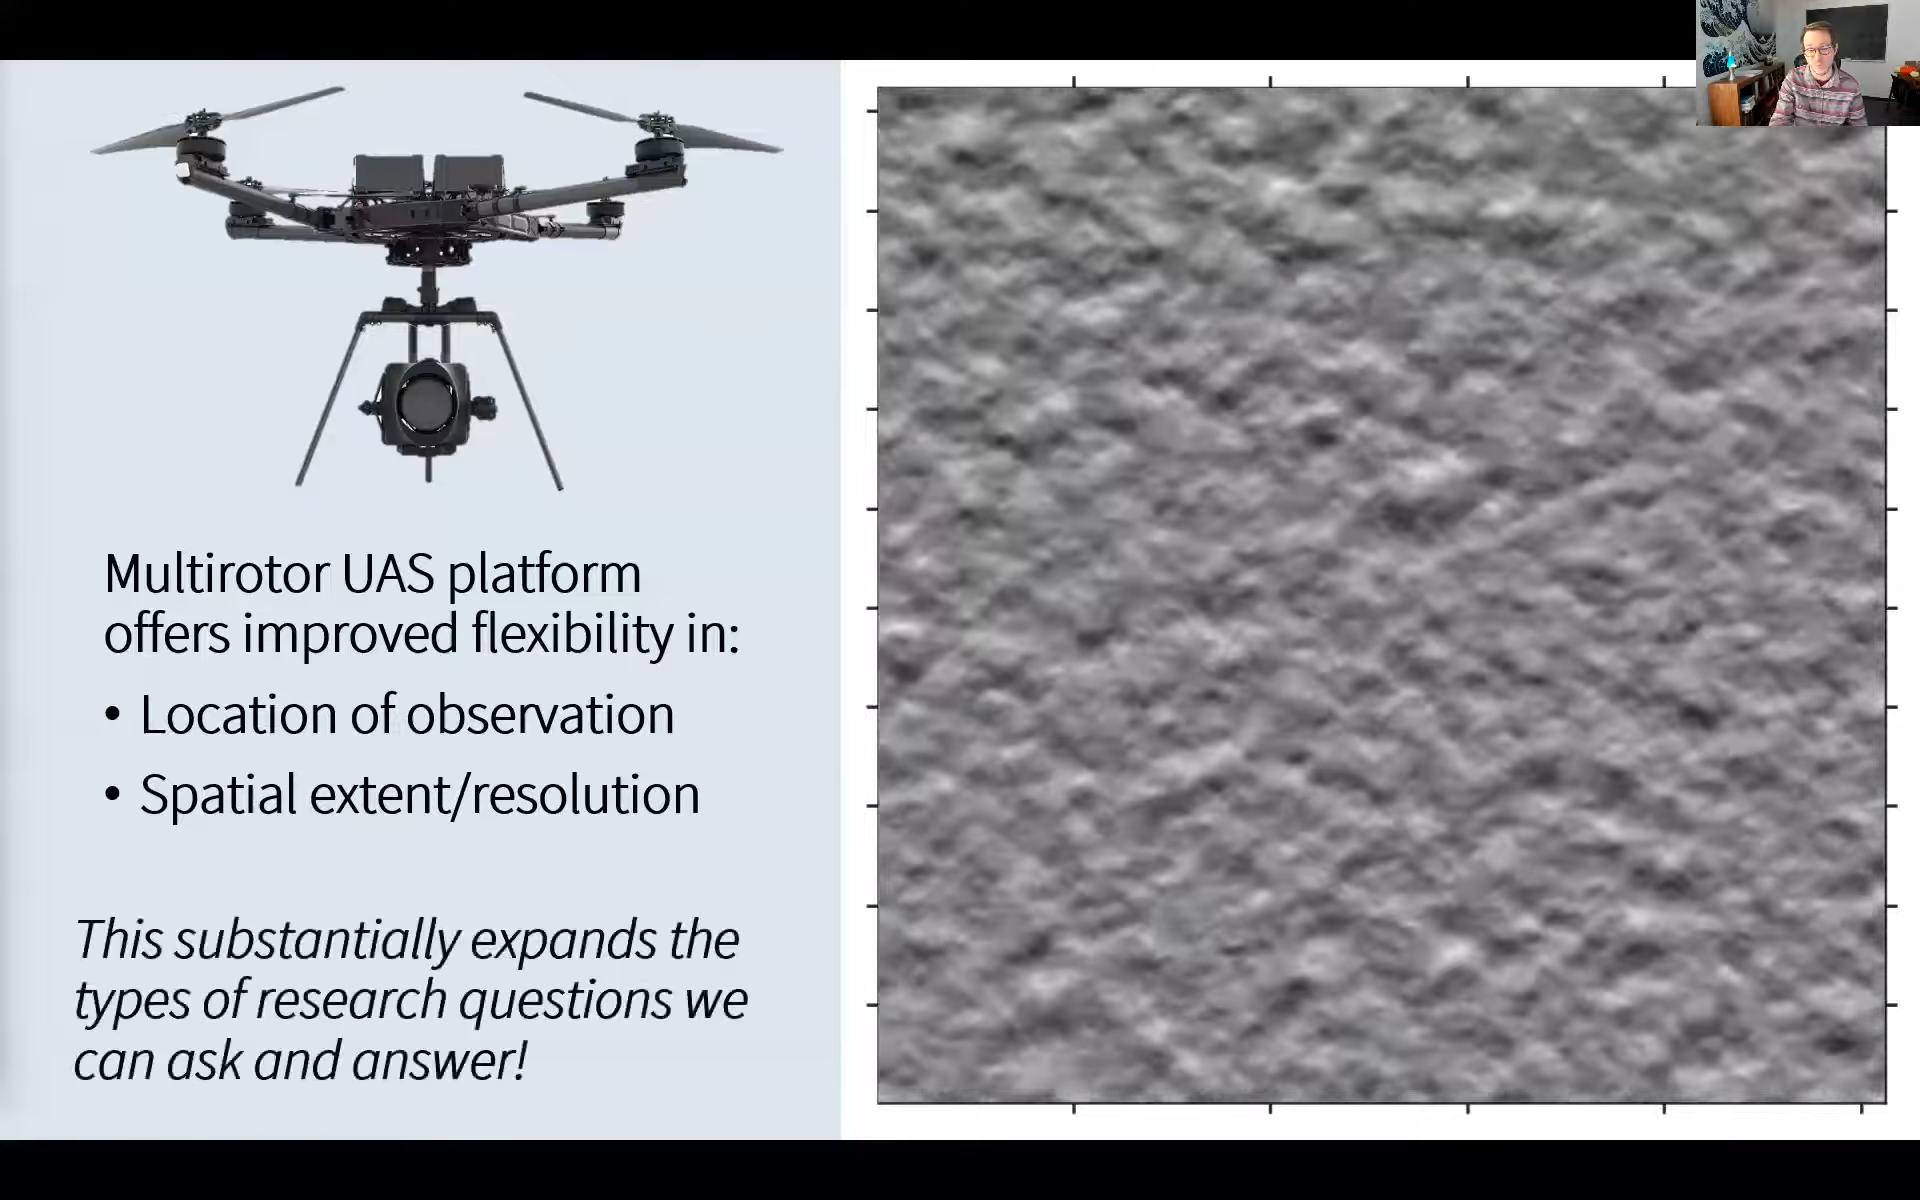 Multirotor UAS platform
offers improved flexibility in:
• Location of observation
• Spatial extent/resolution
This substantially expands the
types of research questions we
can ask and answer!